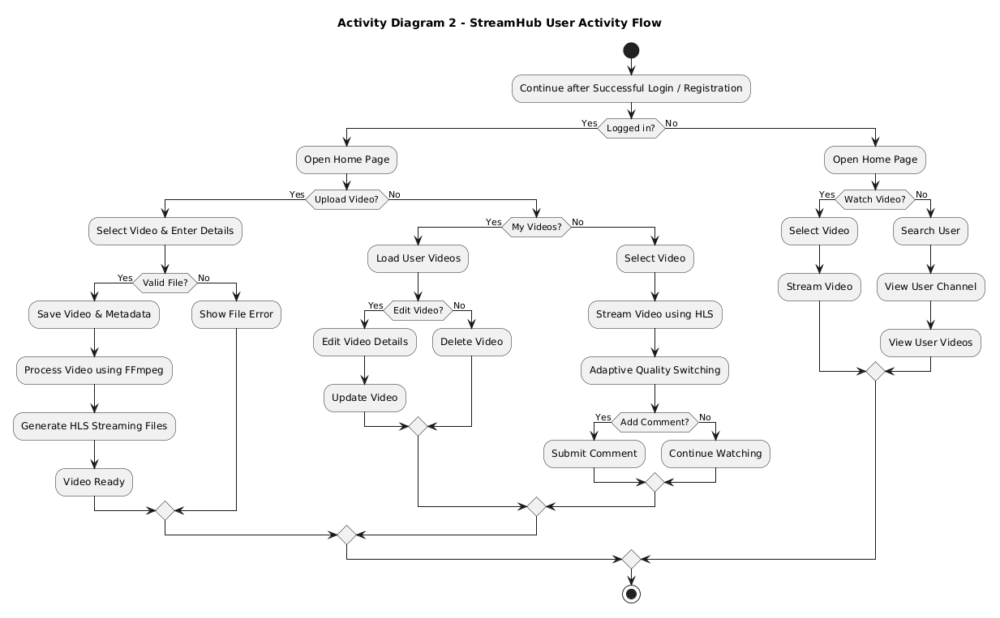 Activity Diagram 2 - StreamHub User Activity Flow
Continue after Successful Login / Registration
Yes
Logged in?
No
Open Home Page
Open Home Page
Yes
Upload Video?
No
Yes
Watch Video?
No
Select Video & Enter Details
Yes
My Videos?
No
Select Video
Search User
Load User Videos
Select Video
Yes
Valid File?
No
Stream Video
View User Channel
Save Video & Metadata
Show File Error
Yes
Edit Video?
No
Stream Video using HLS
Edit Video Details
Delete Video
View User Videos
Process Video using FFmpeg
Adaptive Quality Switching
Update Video
Generate HLS Streaming Files
Yes
Add Comment?
No
Submit Comment
Continue Watching
Video Ready